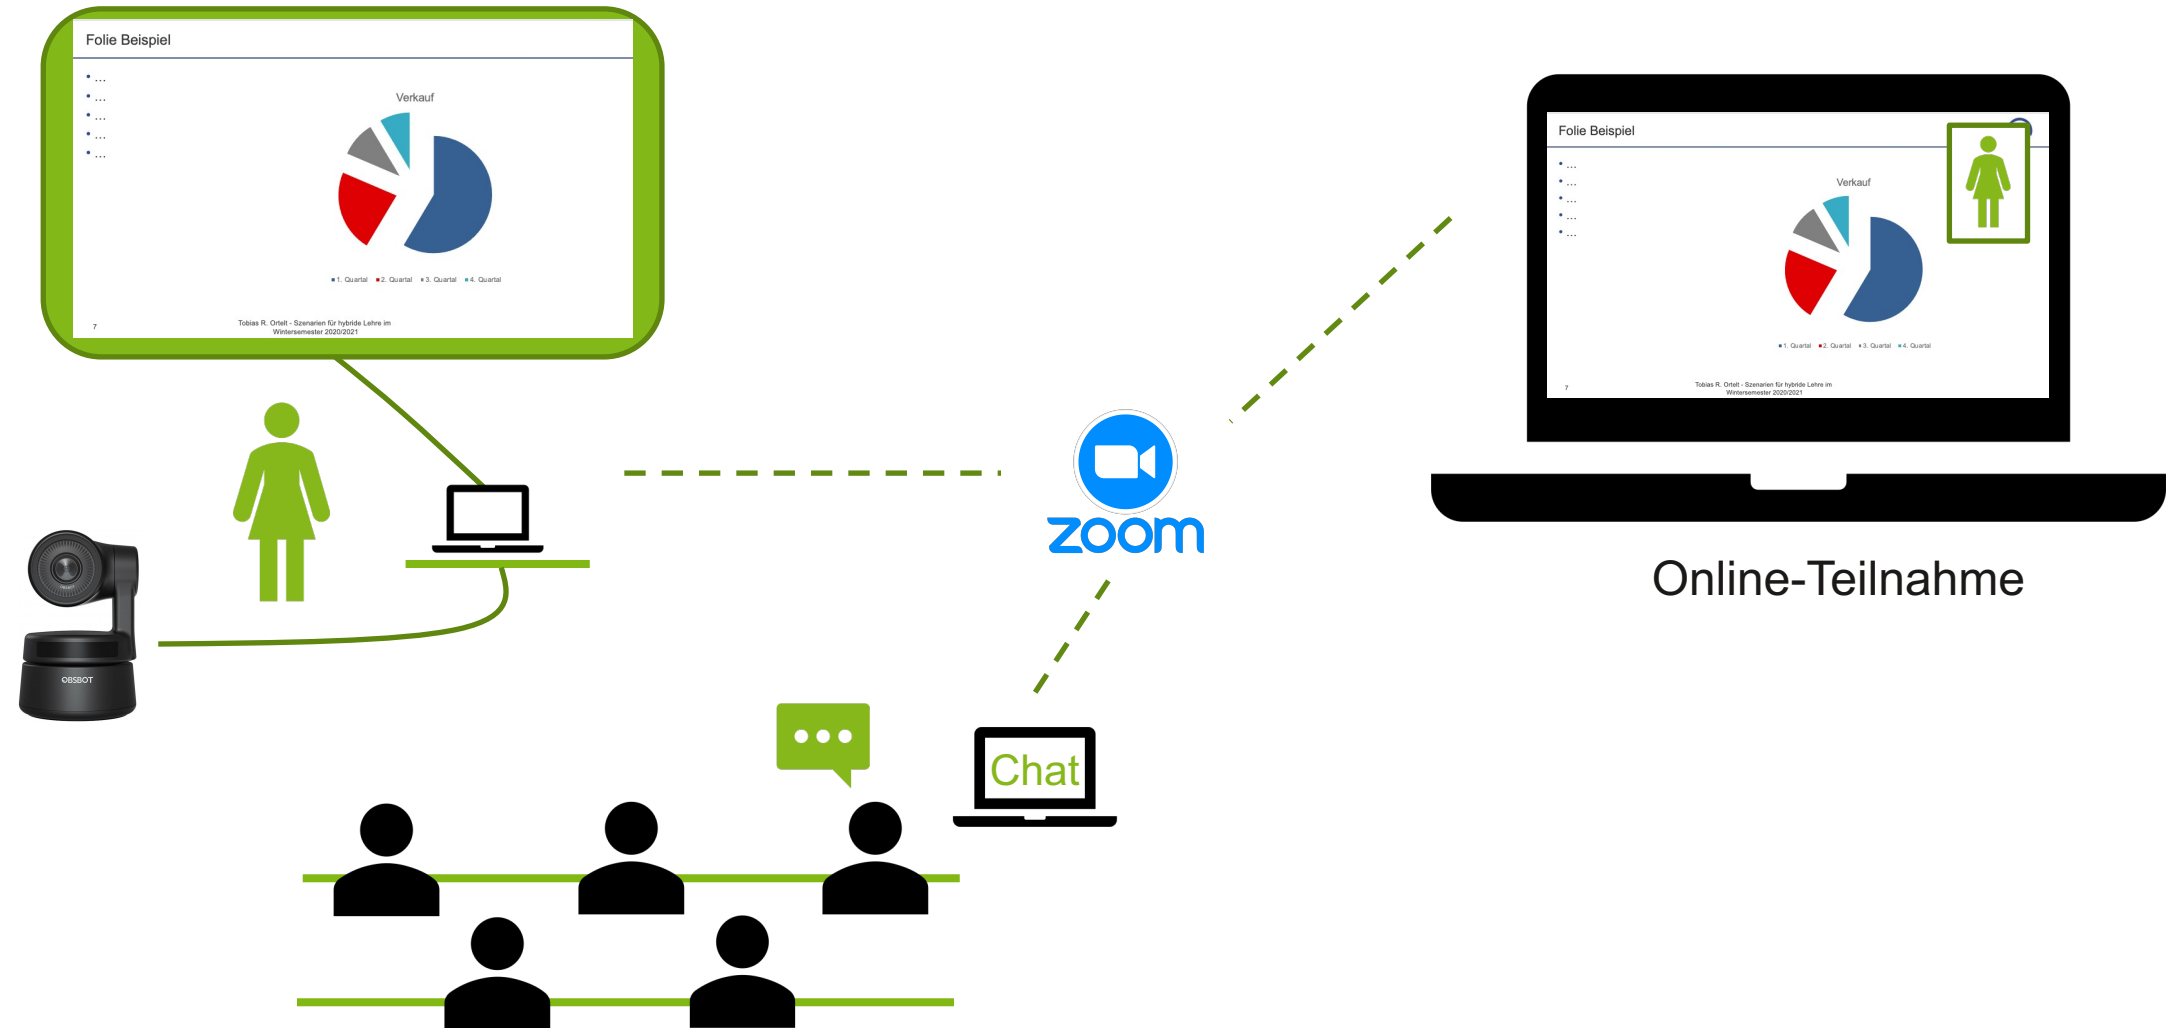 Folie Beispiel
• ...
• ...
• ...
• ...
• ...
Verkauf
1. Quartal 2. Quartal 3. Quartal 4. Quartal
7
Tobias R. Ortelt - Szenarien für hybride Lehre im
Wintersemester 2020/2021
Folie Beispiel
• ...
• ...
• ...
• ...
• ...
Verkauf
1. Quartal 2. Quartal 3. Quartal 4. Quartal
7
Tobias R. Ortelt - Szenarien für hybride Lehre im
Wintersemester 2020/2021
zoom
Online-Teilnahme
OBSBOT
Chat